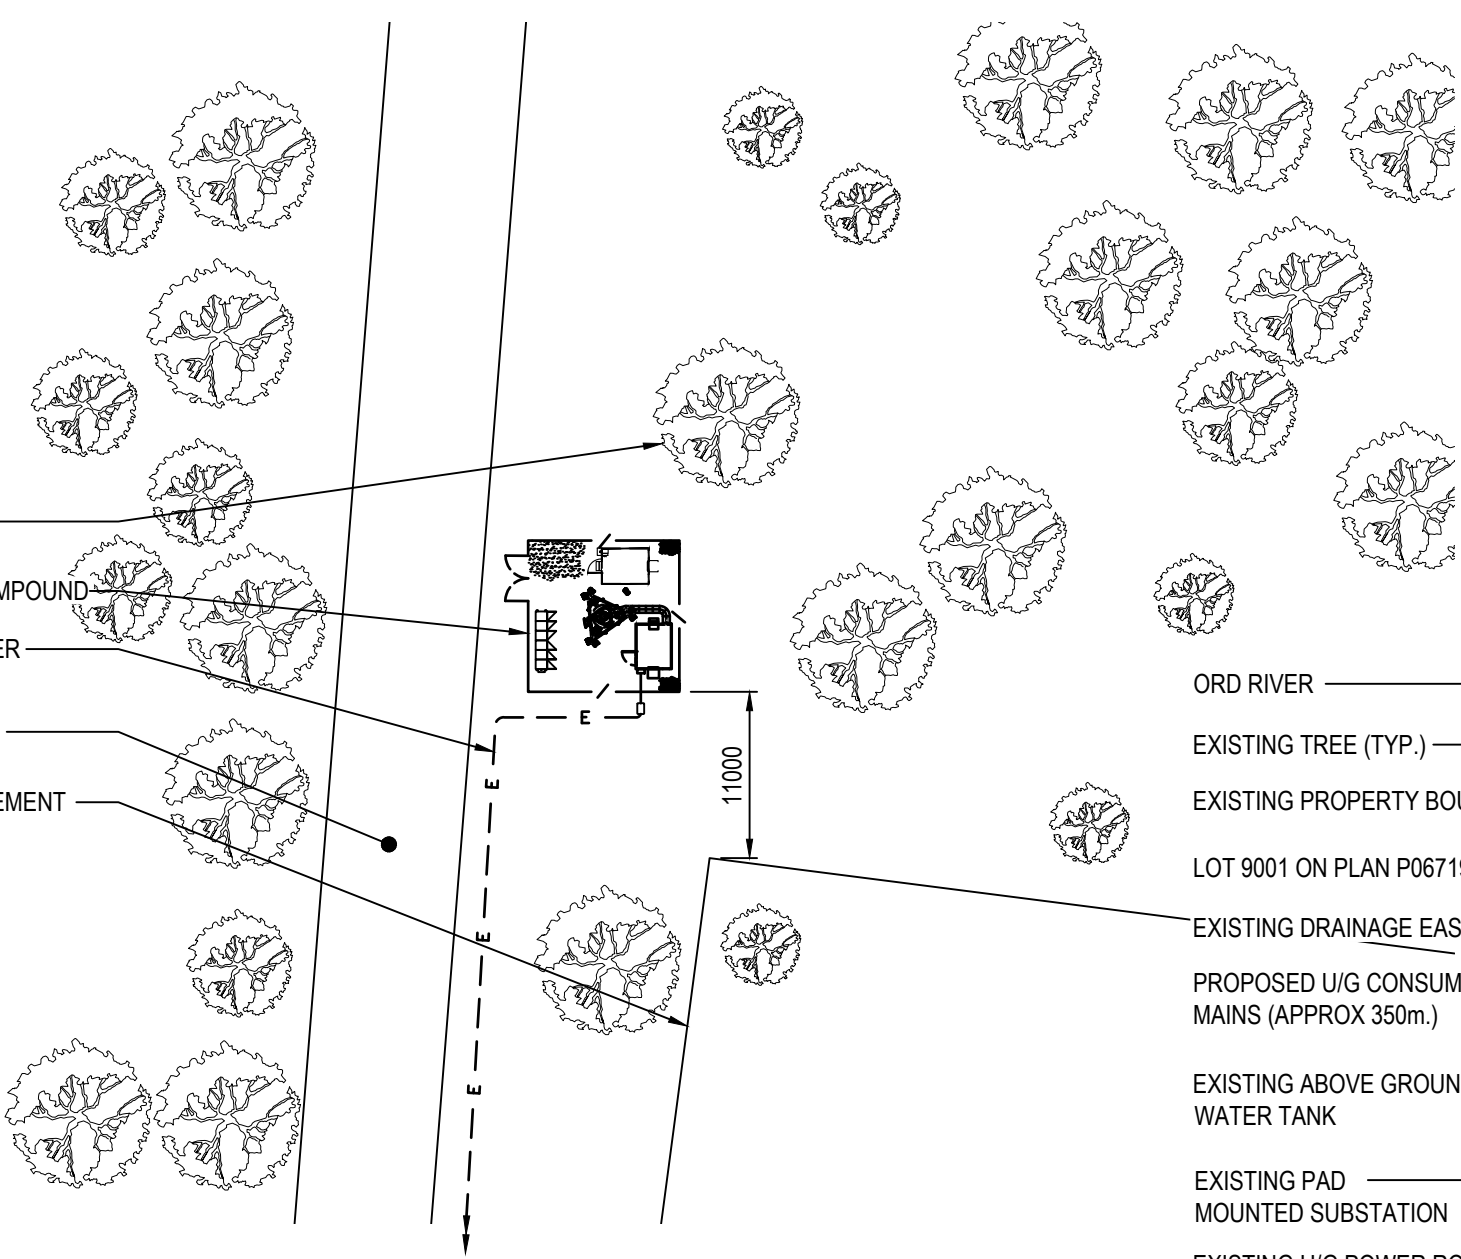 MPOUND
ER
EMENT
E
E
E
E
11000
ORD RIVER
EXISTING TREE (TYP.)
EXISTING PROPERTY BOU
LOT 9001 ON PLAN P06719
EXISTING DRAINAGE EAS
PROPOSED U/G CONSUM
MAINS (APPROX 350m.)
EXISTING ABOVE GROUN
WATER TANK
EXISTING PAD
MOUNTED SUBSTATION